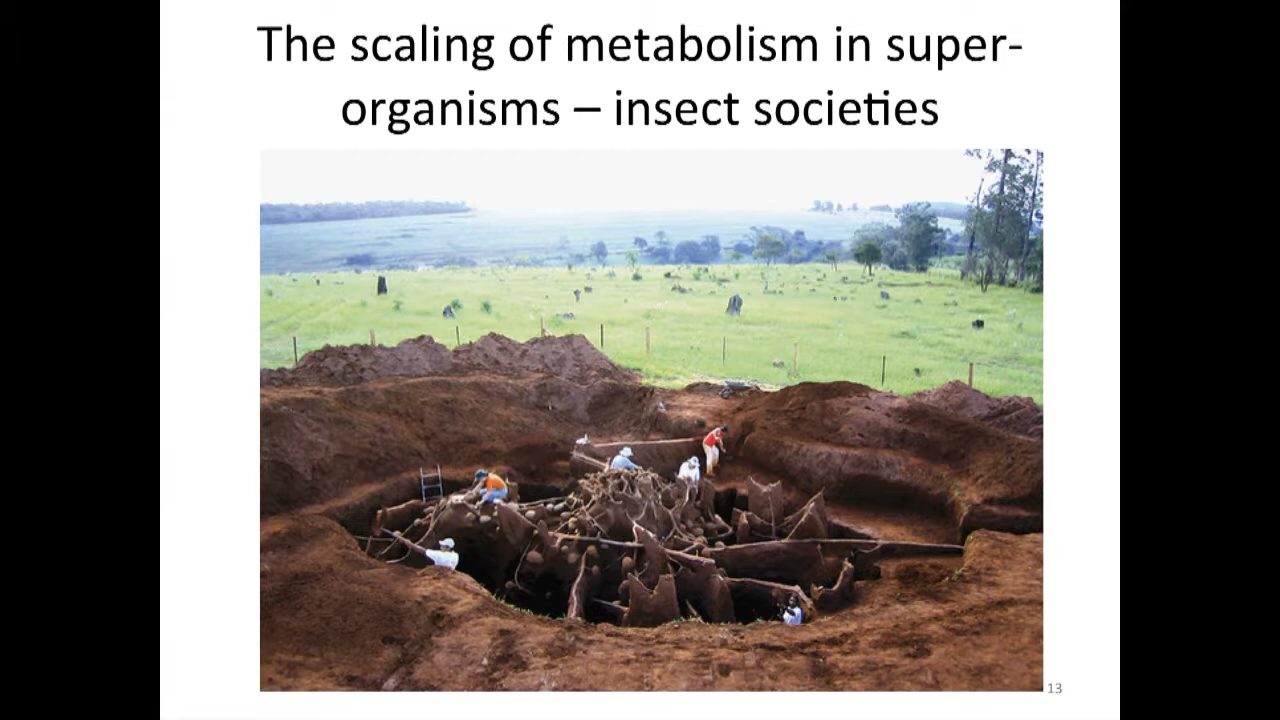 The scaling of metabolism in super-
organisms – insect societies
13